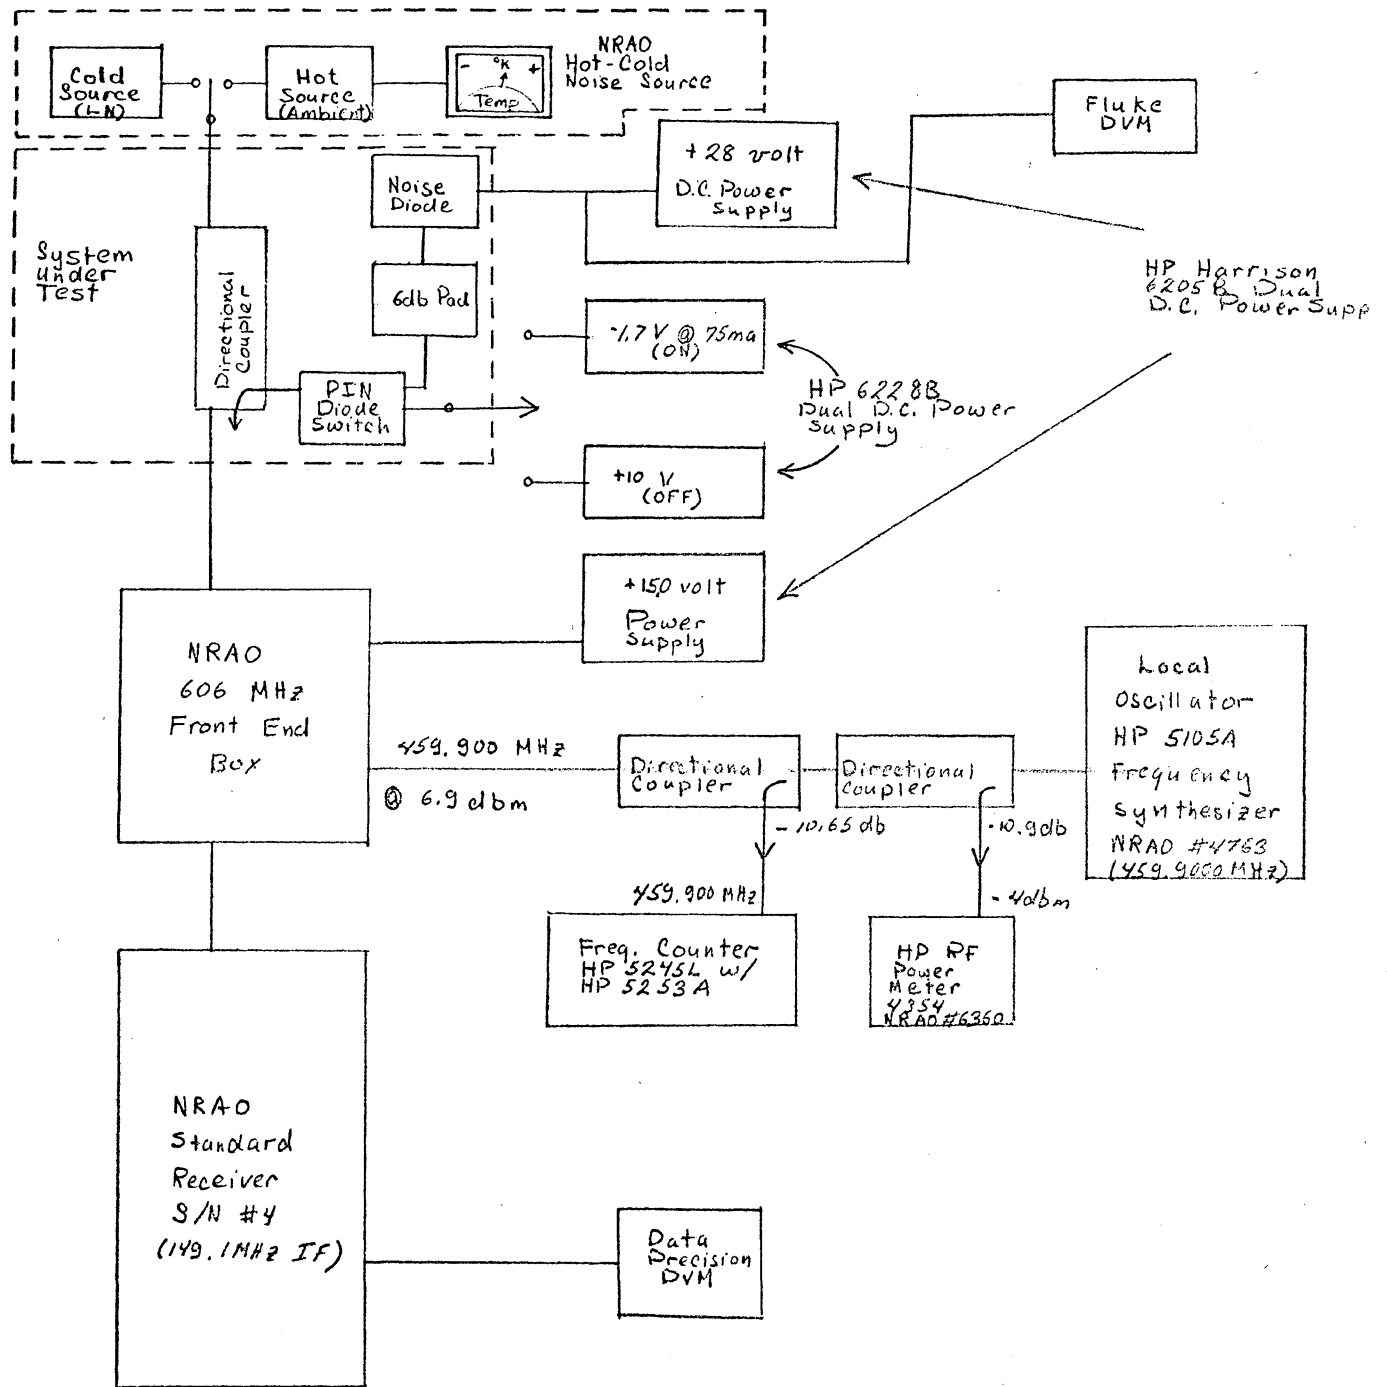 NRAO
Hot-Cold
Noise Source
Cold
Source
(LN)
Hot
Source
(Ambient)
- °K +
Temp
Fluke
DVM
+28 volt
D.C. Power
Supply
Noise
Diode
System
Under
Test
Directional
Coupler
6db Pad
HP Harrison
6205B Dual
D.C. Power Supp
-1.7V @ 75ma
(ON)
PIN
Diode
Switch
HP 6228B
Dual D.C. Power
Supply
+10 V
(OFF)
+15.0 volt
Power
Supply
NRAO
606 MHz
Front End
Box
459.900 MHz
@ 6.9 dbm
Directional
Coupler
Directional
Coupler
Local
Oscillator
HP 5105A
Frequency
Synthesizer
NRAO #4763
(459.9000 MHz)
-10.65 db
-10.9db
459.900 MHz
-4dbm
Freq. Counter
HP 5245L w/
HP 5253A
HP RF
Power
Meter
435A
NRAO #6360
NRAO
Standard
Receiver
S/N #4
(149.1MHz IF)
Data
Precision
DVM